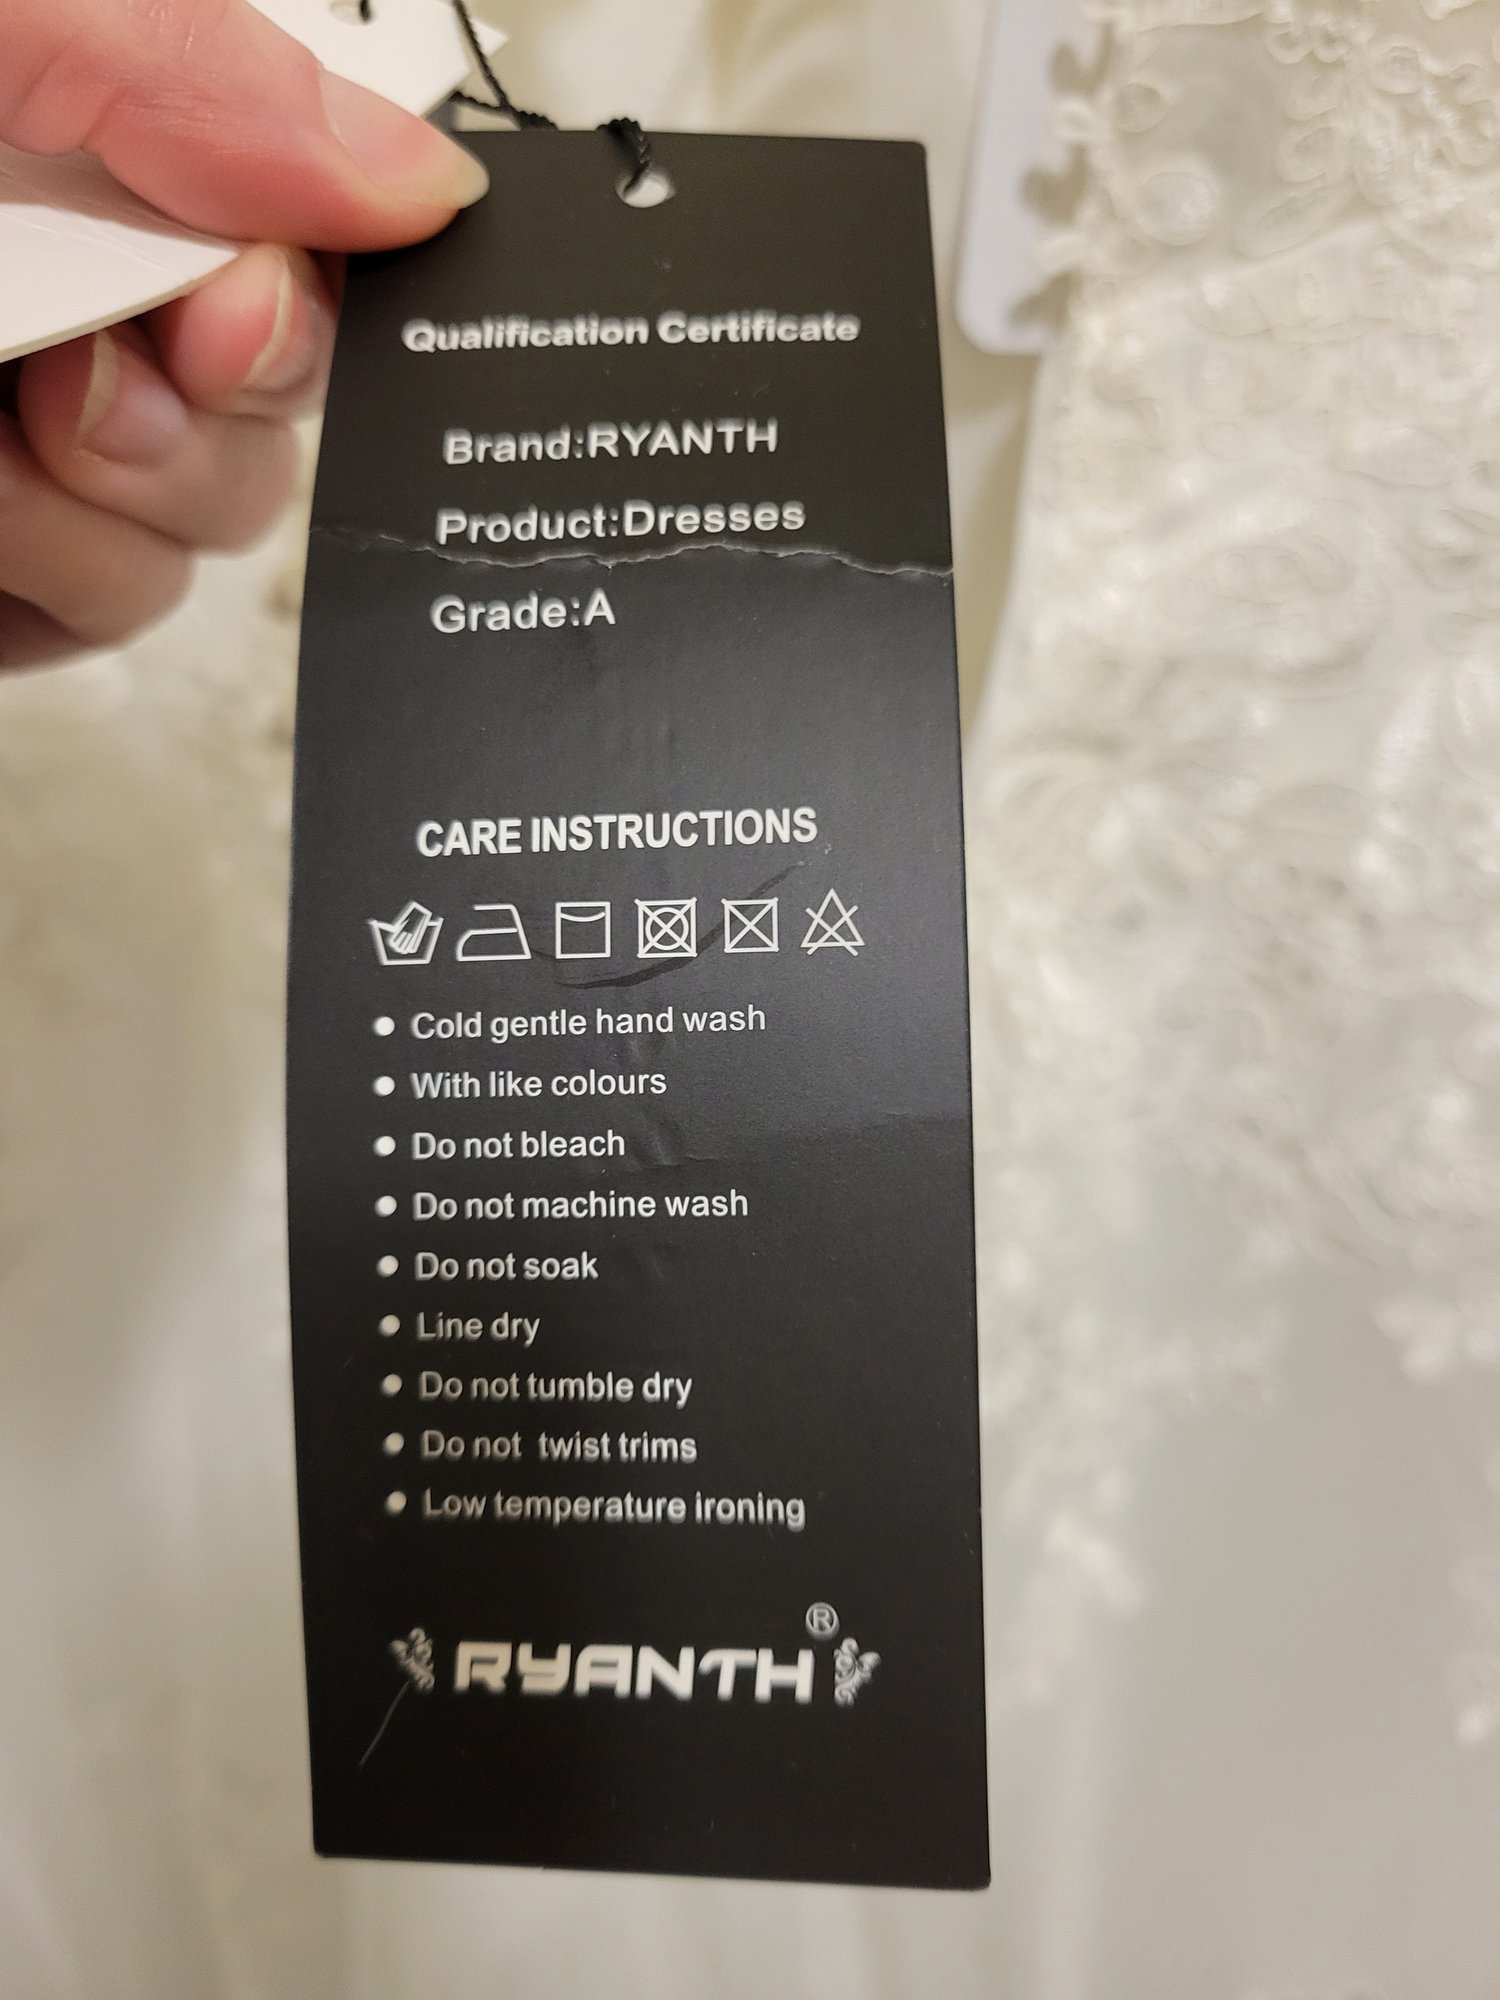 Qualification Certificate
Brand:RYANTH
Product:Dresses
Grade:A
CARE INSTRUCTIONS
• Cold gentle hand wash
• With like colours
• Do not bleach
• Do not machine wash
• Do not soak
• Line dry
• Do not tumble dry
• Do not twist trims
• Low temperature ironing
RYANTH®